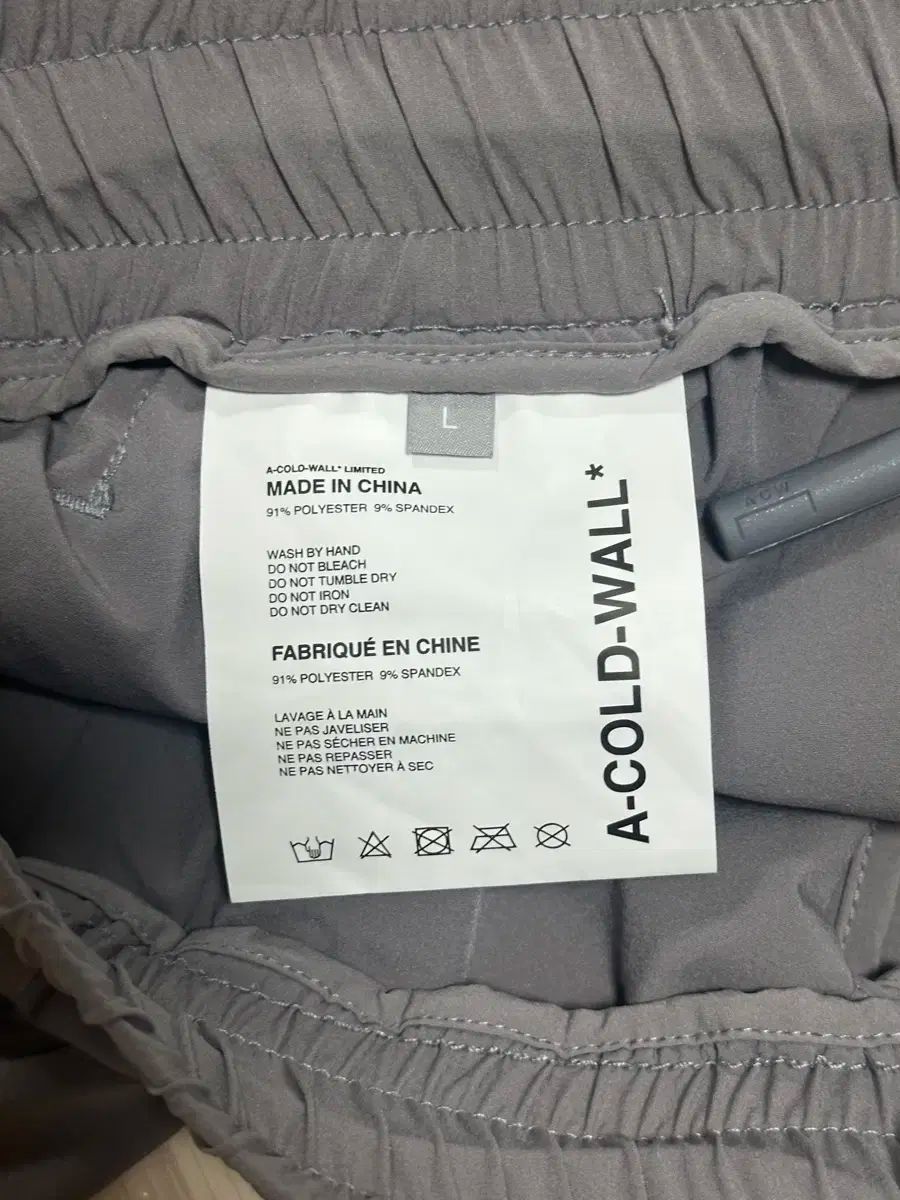 L
A-COLD-WALL* LIMITED
MADE IN CHINA
91% POLYESTER 9% SPANDEX
WASH BY HAND
DO NOT BLEACH
DO NOT TUMBLE DRY
DO NOT IRON
DO NOT DRY CLEAN
FABRIQUÉ EN CHINE
91% POLYESTER 9% SPANDEX
LAVAGE À LA MAIN
NE PAS JAVELISER
NE PAS SÉCHER EN MACHINE
NE PAS REPASSER
NE PAS NETTOYER À SEC
A-COLD-WALL*
ACW